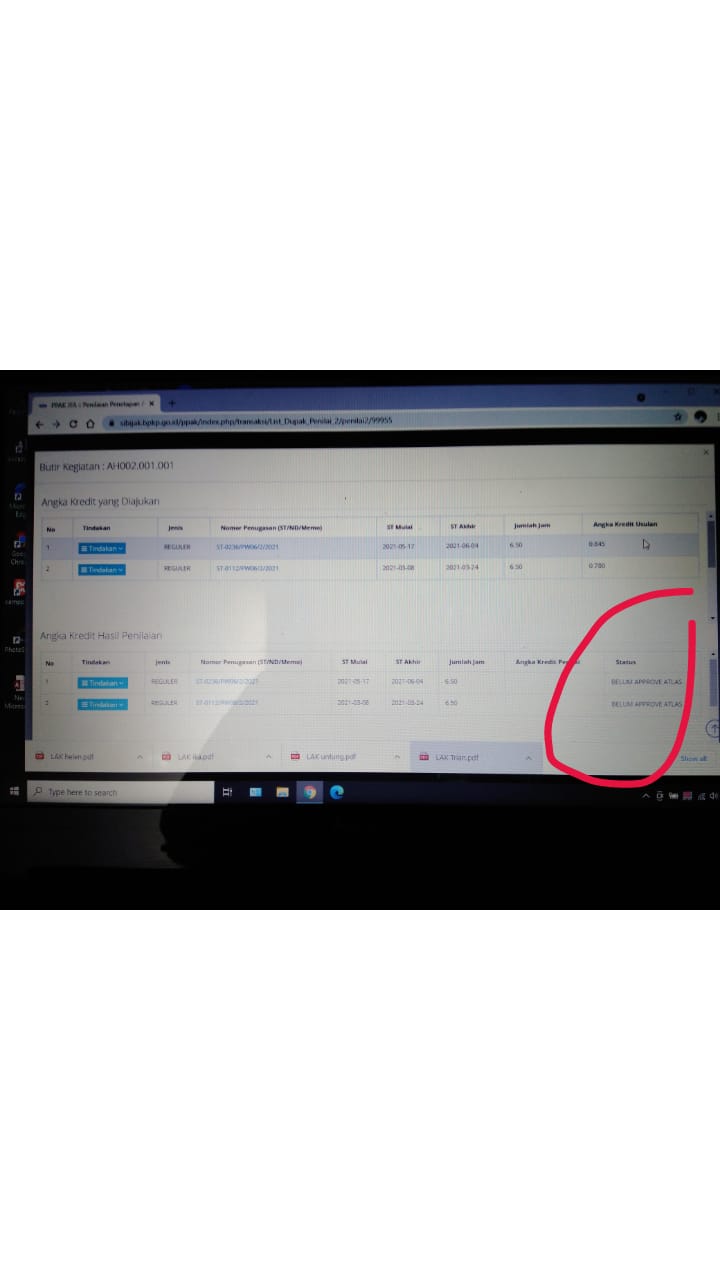 PPAK JFA :: Penilaian Penetapan
sibijak.bpkp.go.id/ppak/index.php/transaksi/List_Dupak_Penilai_2/penilai2/99955
Butir Kegiatan : AH002.001.001
Angka Kredit yang Diajukan
No Tindakan Jenis Nomor Penugasan (ST/ND/Memo) ST Mulai ST Akhir Jumlah Jam Angka Kredit Usulan
1 Tindakan REGULER ST-0236/PW06/2/2021 2021-05-17 2021-06-04 6.50 0.845
2 Tindakan REGULER ST-0112/PW06/2/2021 2021-03-08 2021-03-24 6.50 0.780
Angka Kredit Hasil Penilaian
No Tindakan Jenis Nomor Penugasan (ST/ND/Memo) ST Mulai ST Akhir Jumlah Jam Angka Kredit Status
1 Tindakan REGULER ST-0236/PW06/2/2021 2021-05-17 2021-06-04 6.50 BELUM APPROVE ATLAS
2 Tindakan REGULER ST-0112/PW06/2/2021 2021-03-08 2021-03-24 6.50 BELUM APPROVE ATLAS
LAK helen.pdf LAK LAK untung.pdf LAK Trian.pdf Show all
Type here to search